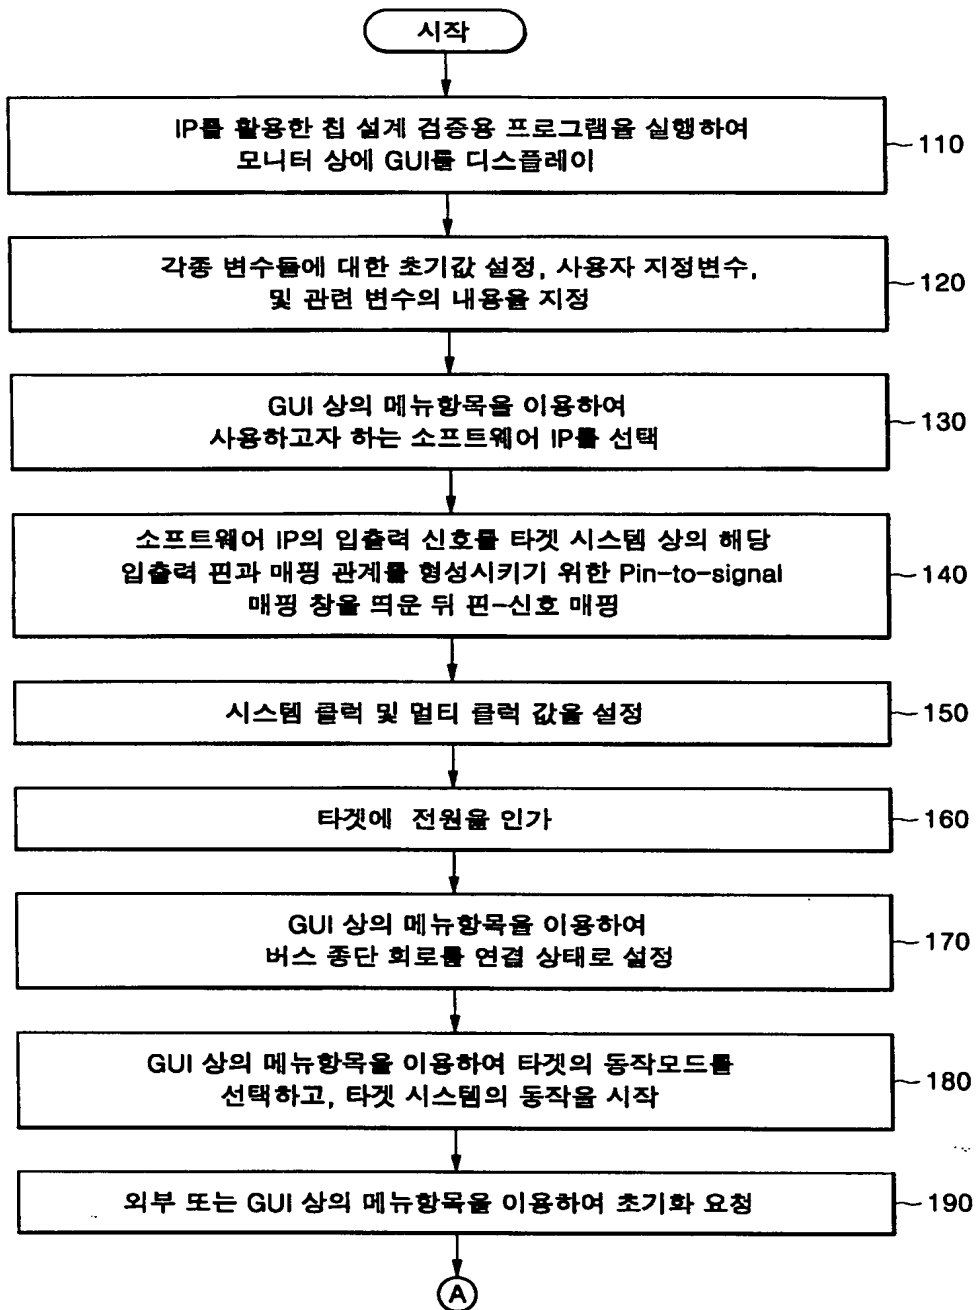 시작
IP를 활용한 칩 설계 검증용 프로그램을 실행하여
모니터 상에 GUI를 디스플레이
110
각종 변수들에 대한 초기값 설정, 사용자 지정변수,
및 관련 변수의 내용을 지정
120
GUI 상의 메뉴항목을 이용하여
사용하고자 하는 소프트웨어 IP를 선택
130
소프트웨어 IP의 입출력 신호를 타겟 시스템 상의 해당
입출력 핀과 매핑 관계를 형성시키기 위한 Pin-to-signal
매핑 창을 띄운 뒤 핀-신호 매핑
140
시스템 클럭 및 멀티 클럭 값을 설정
150
타겟에 전원을 인가
160
GUI 상의 메뉴항목을 이용하여
버스 종단 회로를 연결 상태로 설정
170
GUI 상의 메뉴항목을 이용하여 타겟의 동작모드를
선택하고, 타겟 시스템의 동작을 시작
180
외부 또는 GUI 상의 메뉴항목을 이용하여 초기화 요청
190
A